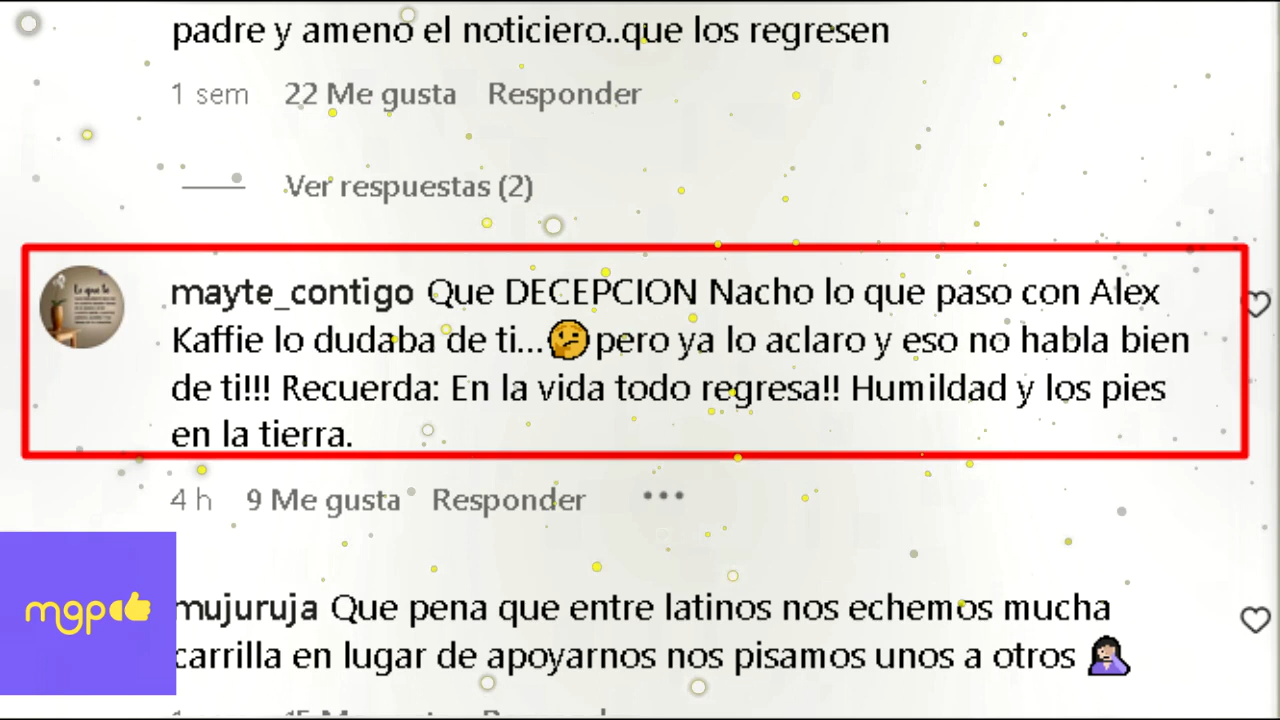 padre y ameno el noticiero..que los regresen
1 sem 22 Me gusta Responder
Ver respuestas (2)
mayte_contigo Que DECEPCION Nacho lo que paso con Alex
Kaffie lo dudaba de ti...🤔pero ya lo aclaro y eso no habla bien
de ti!!! Recuerda: En la vida todo regresa!! Humildad y los pies
en la tierra.
4 h 9 Me gusta Responder •••
mgp
mujuruja Que pena que entre latinos nos echemos mucha
carrilla en lugar de apoyarnos nos pisamos unos a otros 🤦🏻‍♀️